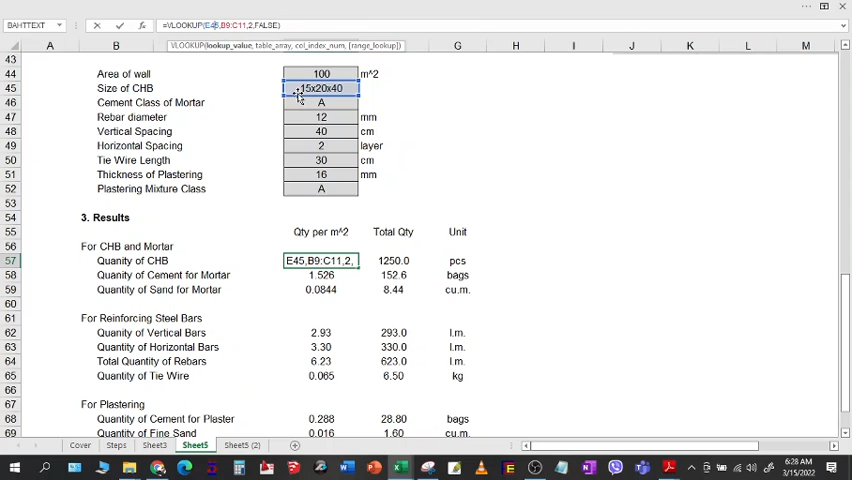 BAHTTEXT =VLOOKUP(E45,B9:C11,2,FALSE)
VLOOKUP(lookup_value, table_array, col_index_num, [range_lookup])
A B G H I J K L M
43
44 Area of wall 100 m^2
45 Size of CHB 15x20x40
46 Cement Class of Mortar A
47 Rebar diameter 12 mm
48 Vertical Spacing 40 cm
49 Horizontal Spacing 2 layer
50 Tie Wire Length 30 cm
51 Thickness of Plastering 16 mm
52 Plastering Mixture Class A
53
54 3. Results
55 Qty per m^2 Total Qty Unit
56 For CHB and Mortar
57 Quanity of CHB E45,B9:C11,2, 1250.0 pcs
58 Quantity of Cement for Mortar 1.526 152.6 bags
59 Quantity of Sand for Mortar 0.0844 8.44 cu.m.
60
61 For Reinforcing Steel Bars
62 Quanity of Vertical Bars 2.93 293.0 l.m.
63 Quantity of Horizontal Bars 3.30 330.0 l.m.
64 Total Quantity of Rebars 6.23 623.0 l.m.
65 Quantity of Tie Wire 0.065 6.50 kg
66
67 For Plastering
68 Quantity of Cement for Plaster 0.288 28.80 bags
69 Quantity of Fine Sand 0.016 1.60 cu.m.
Cover Steps Sheet3 Sheet5 Sheet5 (2)
6:28 AM
3/15/2022